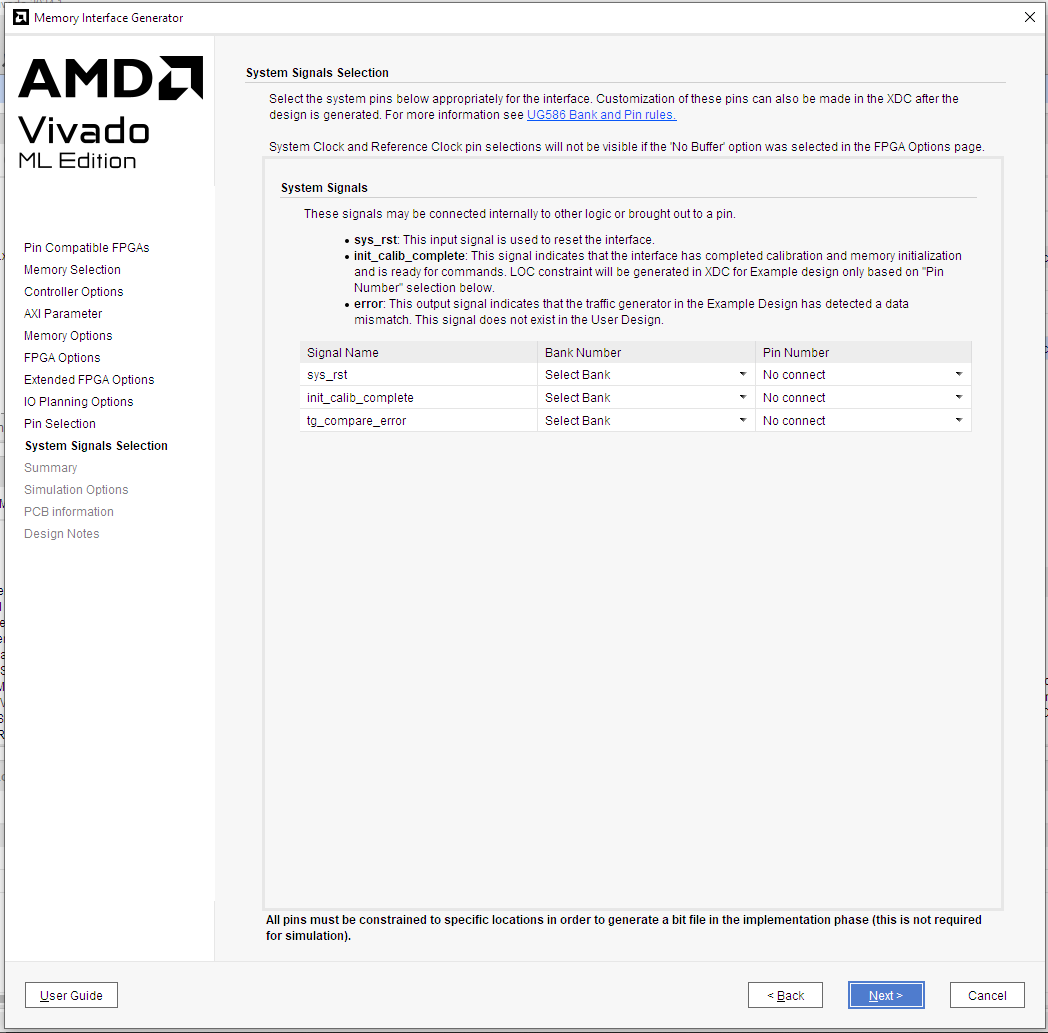 Memory Interface Generator
AMD
Vivado
ML Edition
Pin Compatible FPGAs
Memory Selection
Controller Options
AXI Parameter
Memory Options
FPGA Options
Extended FPGA Options
IO Planning Options
Pin Selection
System Signals Selection
Summary
Simulation Options
PCB information
Design Notes
System Signals Selection
Select the system pins below appropriately for the interface. Customization of these pins can also be made in the XDC after the
design is generated. For more information see UG586 Bank and Pin rules.
System Clock and Reference Clock pin selections will not be visible if the 'No Buffer' option was selected in the FPGA Options page.
System Signals
These signals may be connected internally to other logic or brought out to a pin.
• sys_rst: This input signal is used to reset the interface.
• init_calib_complete: This signal indicates that the interface has completed calibration and memory initialization
and is ready for commands. LOC constraint will be generated in XDC for Example design only based on "Pin
Number" selection below.
• error: This output signal indicates that the traffic generator in the Example Design has detected a data
mismatch. This signal does not exist in the User Design.
Signal Name Bank Number Pin Number
sys_rst Select Bank No connect
init_calib_complete Select Bank No connect
tg_compare_error Select Bank No connect
All pins must be constrained to specific locations in order to generate a bit file in the implementation phase (this is not required
for simulation).
User Guide < Back Next > Cancel